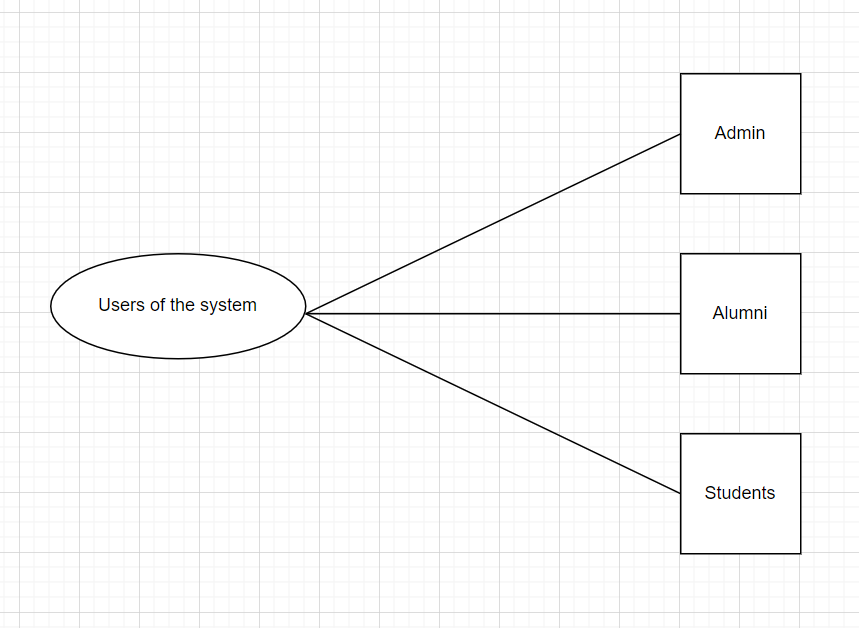 Admin
Users of the system
Alumni
Students